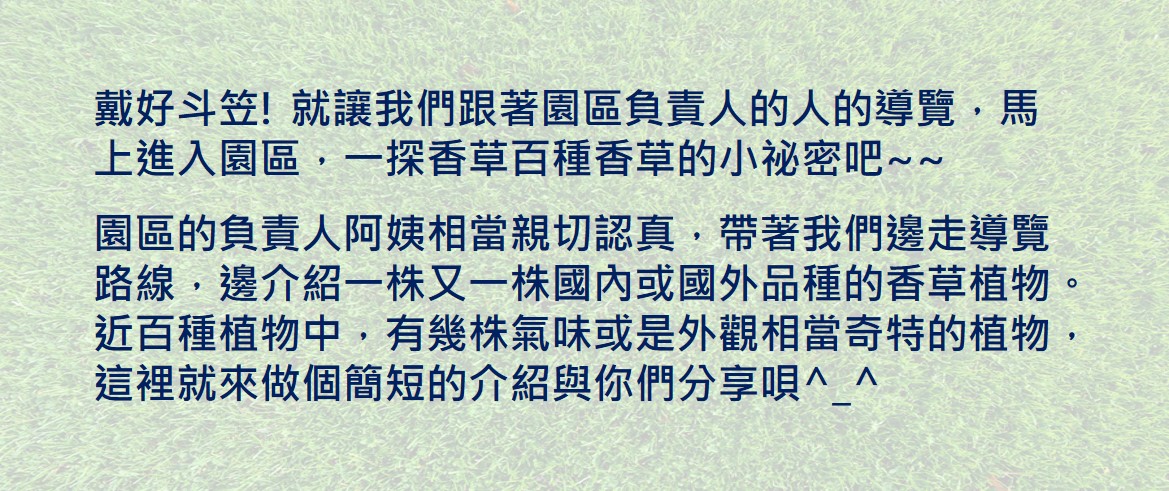 戴好斗笠! 就讓我們跟著園區負責人的人的導覽，馬
上進入園區，一探香草百種香草的小祕密吧~~
園區的負責人阿姨相當親切認真，帶著我們邊走導覽
路線，邊介紹一株又一株國內或國外品種的香草植物。
近百種植物中，有幾株氣味或是外觀相當奇特的植物，
這裡就來做個簡短的介紹與你們分享唄^_^